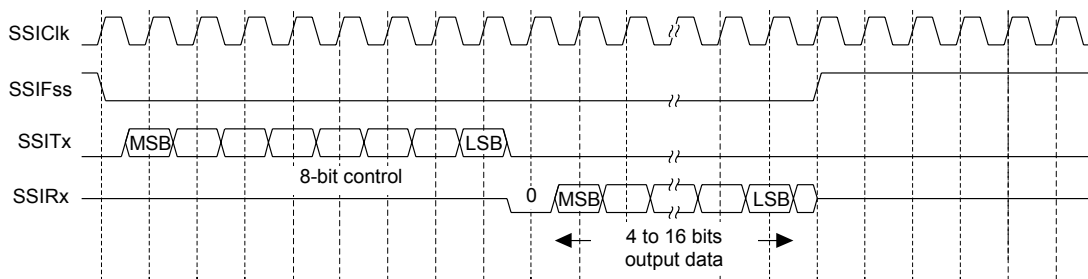 SSIClk
SSIFss
SSITx
MSB
LSB
8-bit control
SSIRx
0
MSB
LSB
4 to 16 bits
output data